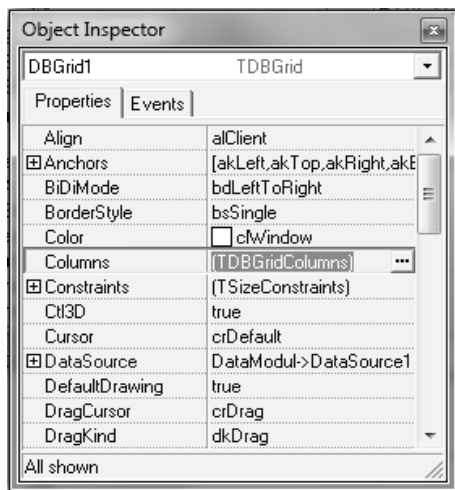 Object Inspector
DBGrid1 TDBGrid
Properties Events
Align alClient
Anchors [akLeft,akTop,akRight,akB
BiDiMode bdLeftToRight
BorderStyle bsSingle
Color clWindow
Columns (TDBGridColumns)
Constraints (TSizeConstraints)
Ctl3D true
Cursor crDefault
DataSource DataModul->DataSource1
DefaultDrawing true
DragCursor crDrag
DragKind dkDrag
All shown